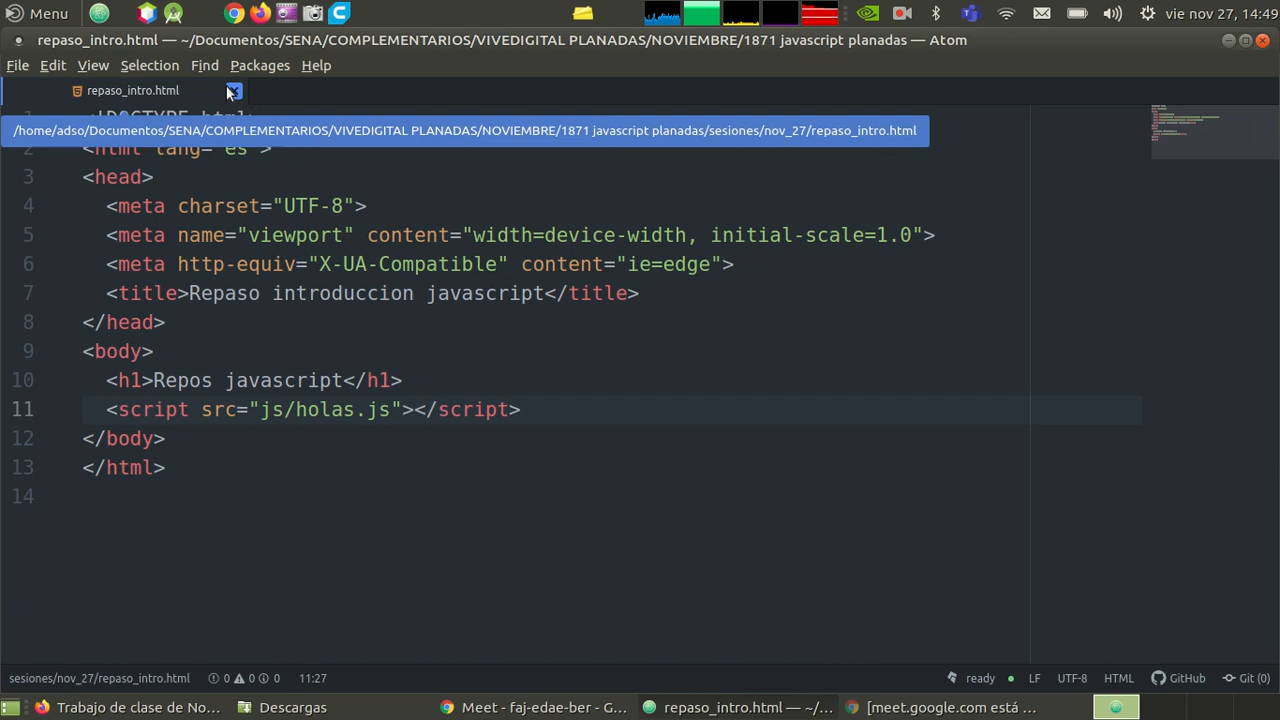 Menu
vie nov 27, 14:49
repaso_intro.html — ~/Documentos/SENA/COMPLEMENTARIOS/VIVEDIGITAL PLANADAS/NOVIEMBRE/1871 javascript planadas — Atom
File Edit View Selection Find Packages Help
repaso_intro.html
/home/adso/Documentos/SENA/COMPLEMENTARIOS/VIVEDIGITAL PLANADAS/NOVIEMBRE/1871 javascript planadas/sesiones/nov_27/repaso_intro.html
3 <head>
4 <meta charset="UTF-8">
5 <meta name="viewport" content="width=device-width, initial-scale=1.0">
6 <meta http-equiv="X-UA-Compatible" content="ie=edge">
7 <title>Repaso introduccion javascript</title>
8 </head>
9 <body>
10 <h1>Repos javascript</h1>
11 <script src="js/holas.js"></script>
12 </body>
13 </html>
14
sesiones/nov_27/repaso_intro.html 0 0 0 11:27 ready LF UTF-8 HTML GitHub Git (0)
Trabajo de clase de No... Descargas Meet - faj-edae-ber - G... repaso_intro.html — ~/... [meet.google.com está ...